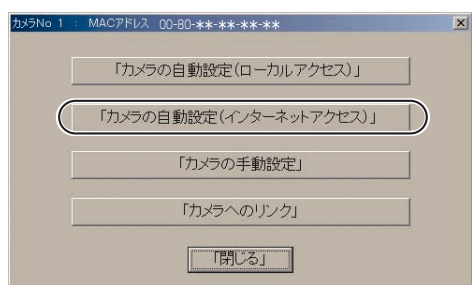 カメラNo 1 : MACアドレス 00-80-**-**-**-**
「カメラの自動設定(ローカルアクセス)」
「カメラの自動設定(インターネットアクセス)」
「カメラの手動設定」
「カメラへのリンク」
「閉じる」